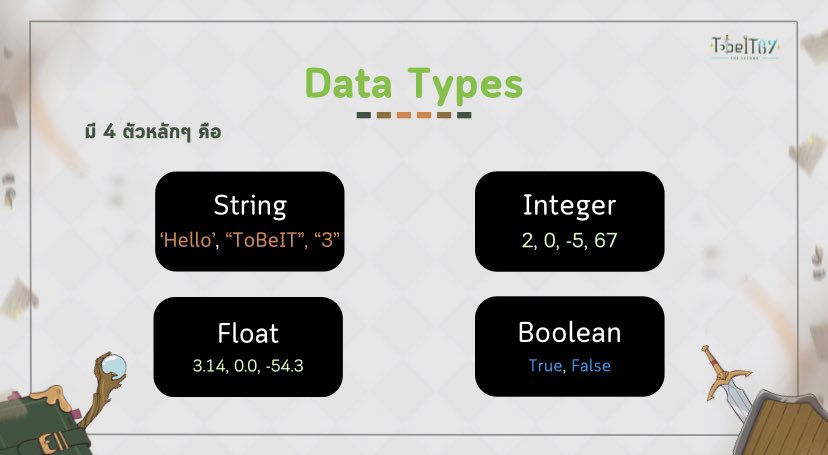 ToBeIT67
THE SECOND
Data Types
มี 4 ตัวหลักๆ คือ
String
‘Hello’, “ToBeIT”, “3”
Integer
2, 0, -5, 67
Float
3.14, 0.0, -54.3
Boolean
True, False